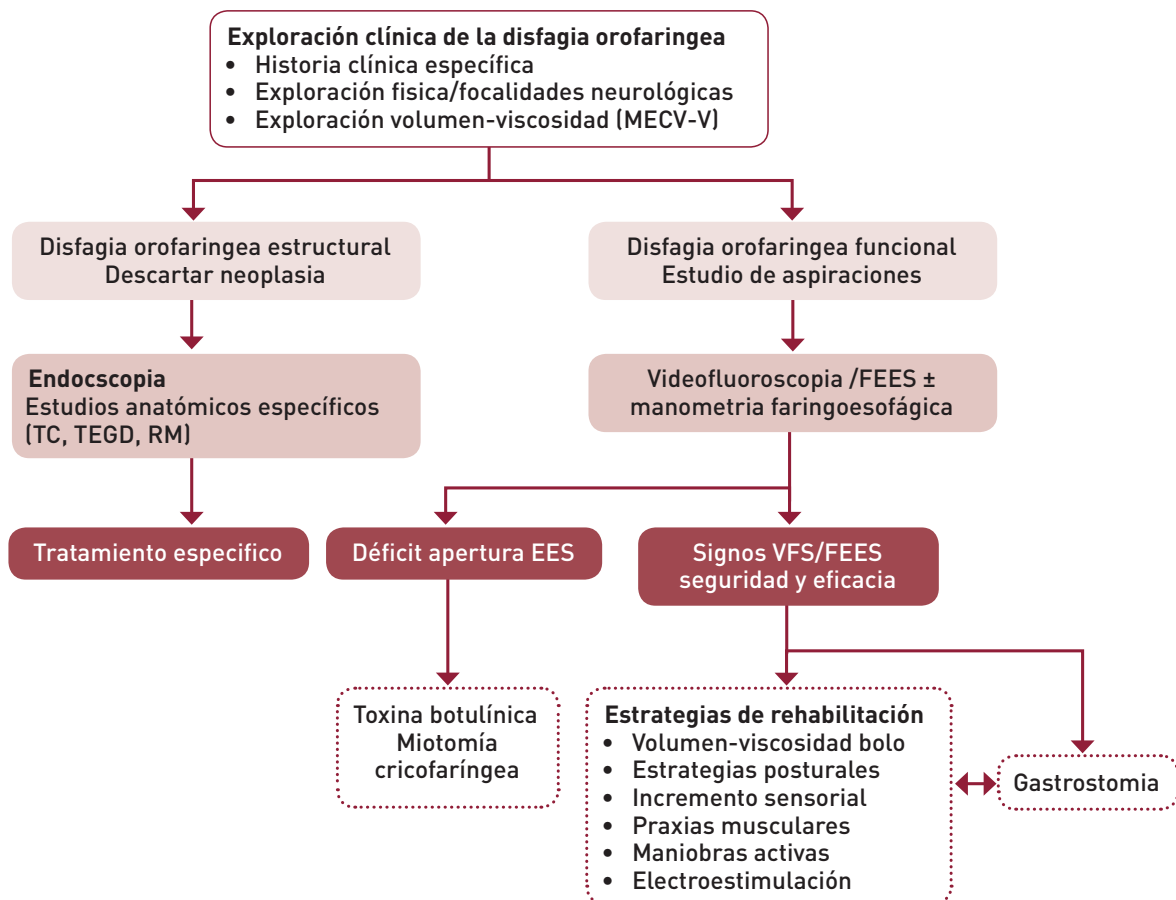 Exploración clínica de la disfagia orofaringea
• Historia clínica específica
• Exploración fisica/focalidades neurológicas
• Exploración volumen-viscosidad (MECV-V)
Disfagia orofaringea estructural
Descartar neoplasia
Disfagia orofaringea funcional
Estudio de aspiraciones
Endocscopia
Estudios anatómicos específicos
(TC, TEGD, RM)
Videofluoroscopia /FEES ±
manometria faringoesofágica
Tratamiento especifico
Déficit apertura EES
Signos VFS/FEES
seguridad y eficacia
Toxina botulínica
Miotomía
cricofaríngea
Estrategias de rehabilitación
• Volumen-viscosidad bolo
• Estrategias posturales
• Incremento sensorial
• Praxias musculares
• Maniobras activas
• Electroestimulación
Gastrostomia